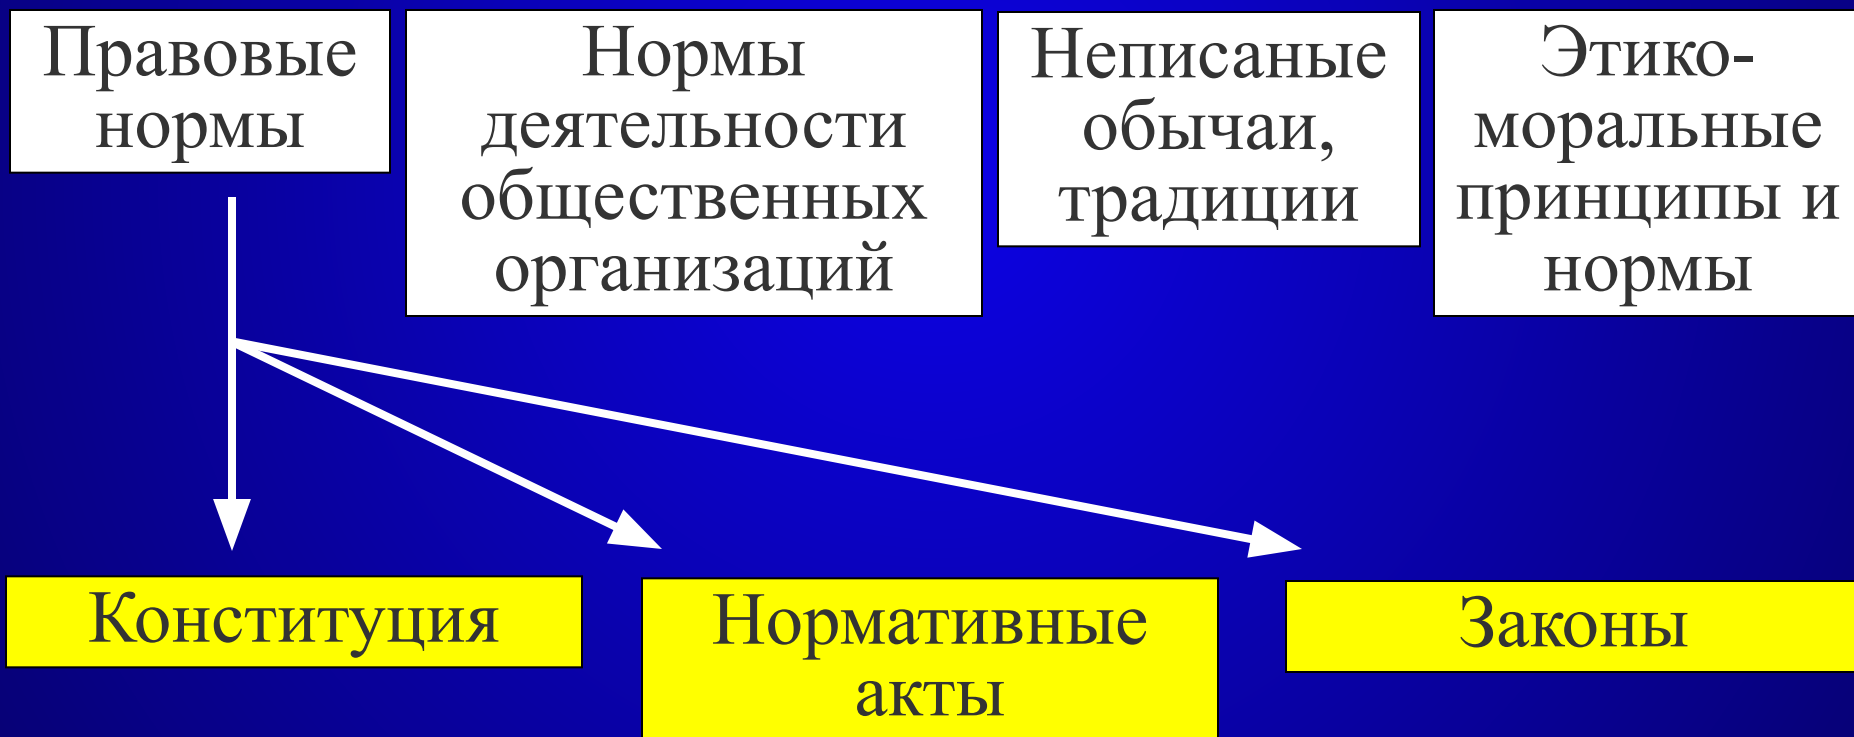 Правовые
нормы
Нормы
деятельности
общественных
организаций
Неписаные
обычаи,
традиции
Этико-
моральные
принципы и
нормы
Конституция
Нормативные
акты
Законы